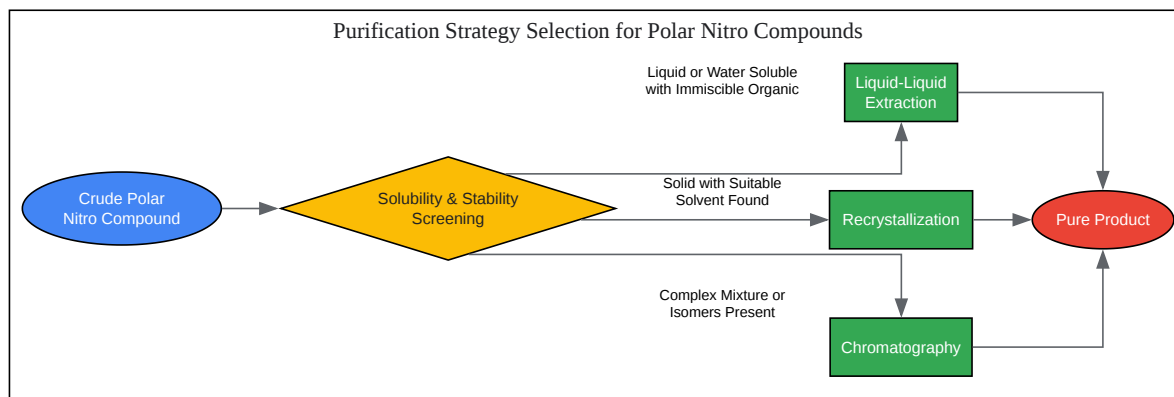 Purification Strategy Selection for Polar Nitro Compounds
Liquid or Water Soluble
with Immiscible Organic
Liquid-Liquid
Extraction
Crude Polar
Nitro Compound
Solubility & Stability
Screening
Solid with Suitable
Solvent Found
Recrystallization
Pure Product
Complex Mixture or
Isomers Present
Chromatography